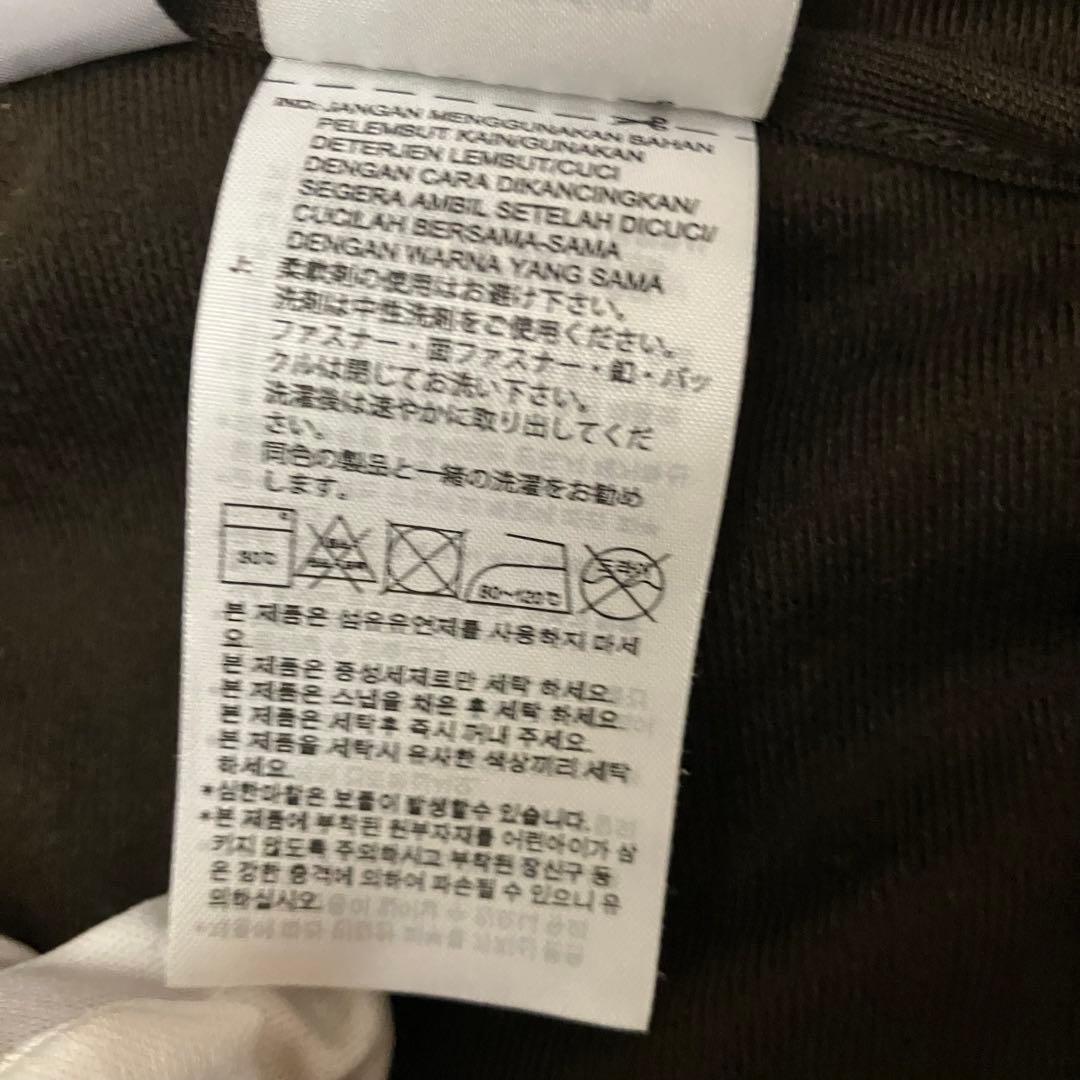 IND: JANGAN MENGGUNAKAN BAHAN
PELEMBUT KAIN/GUNAKAN
DETERJEN LEMBUT/CUCI
DENGAN CARA DIKANCINGKAN/
SEGERA AMBIL SETELAH DICUCI/
CUCILAH BERSAMA-SAMA
DENGAN WARNA YANG SAMA
上 柔軟剤の使用はお避け下さい。
洗剤は中性洗剤をご使用ください。
ファスナー・面ファスナー・釦・バッ
クルは閉じてお洗い下さい。
洗濯後は速やかに取り出してくだ
さい。
同色の製品と一緒の洗濯をお勧め
します。
30℃
80~120℃
드라이
본 제품은 섬유유연제를 사용하지 마세
요.
본 제품은 중성세제로만 세탁 하세요.
본 제품은 스냅을 채운 후 세탁 하세요.
본 제품은 세탁후 즉시 꺼내 주세요.
본 제품을 세탁시 유사한 색상끼리 세탁
하세요.
*심한마찰은 보풀이 발생할수 있습니다.
*본 제품에 부착된 원부자재를 어린아이가 삼
키지 않도록 주의하시고 부착된 장신구 등
은 강한 충격에 의하여 파손될 수 있으니 유
의하십시오.